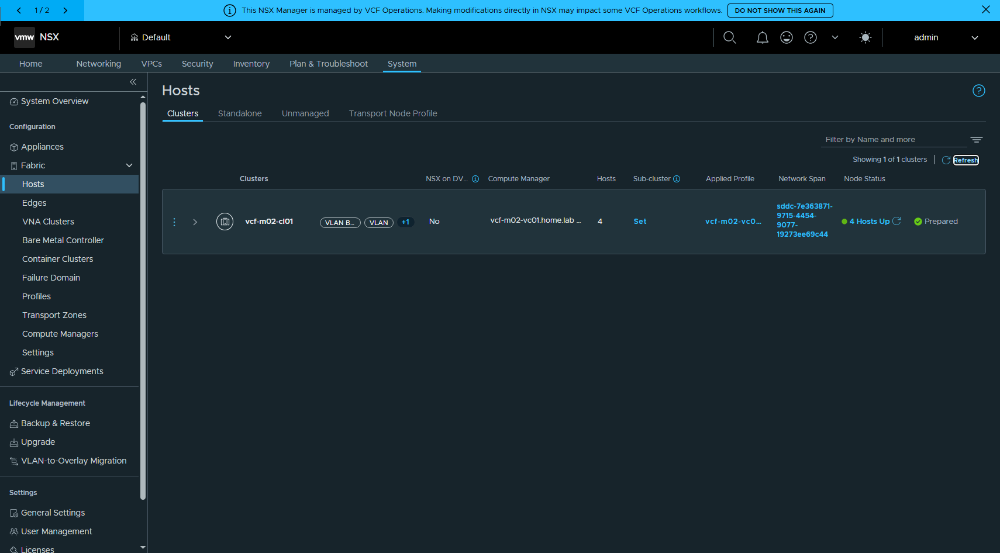 1 / 2
This NSX Manager is managed by VCF Operations. Making modifications directly in NSX may impact some VCF Operations workflows.
DO NOT SHOW THIS AGAIN
vmw NSX
Default
admin
Home Networking VPCs Security Inventory Plan & Troubleshoot System
System Overview
Configuration
Appliances
Fabric
Hosts
Edges
VNA Clusters
Bare Metal Controller
Container Clusters
Failure Domain
Profiles
Transport Zones
Compute Managers
Settings
Service Deployments
Lifecycle Management
Backup & Restore
Upgrade
VLAN-to-Overlay Migration
Settings
General Settings
User Management
Licenses
Hosts
Clusters Standalone Unmanaged Transport Node Profile
Filter by Name and more
Showing 1 of 1 clusters
Refresh
Clusters NSX on DV... Compute Manager Hosts Sub-cluster Applied Profile Network Span Node Status
vcf-m02-cl01 VLAN B... VLAN +1 No vcf-m02-vc01.home.lab ... 4 Set vcf-m02-vc0...
sddc-7e363871-
9715-4454-
9077-
19273ee69c44
4 Hosts Up Prepared